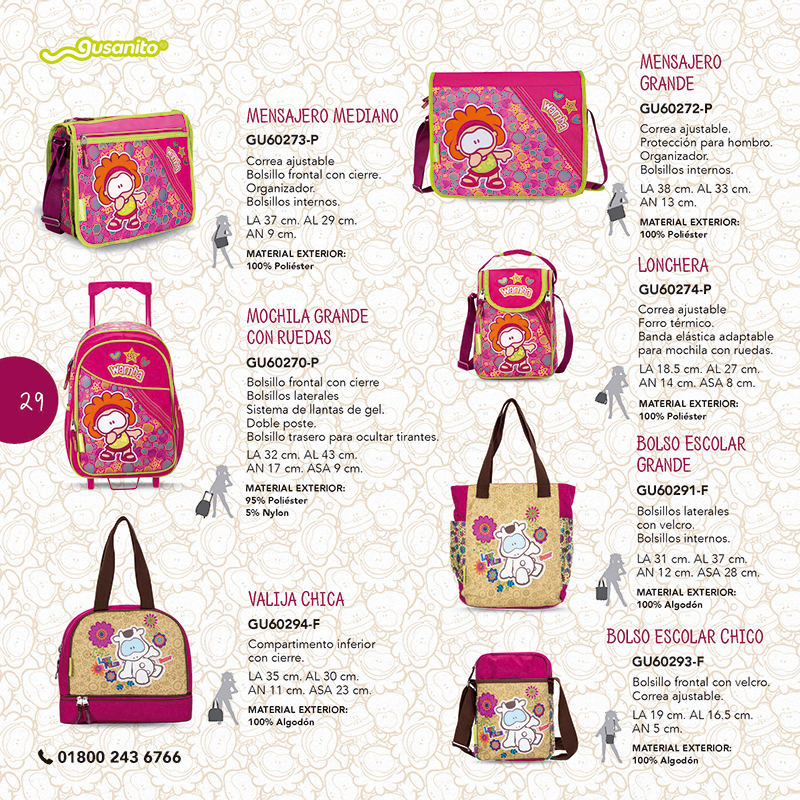 gusanito
MENSAJERO MEDIANO
GU60273-P
Correa ajustable
Bolsillo frontal con cierre.
Organizador.
Bolsillos internos.
LA 37 cm. AL 29 cm.
AN 9 cm.
MATERIAL EXTERIOR:
100% Poliéster
MENSAJERO
GRANDE
GU60272-P
Correa ajustable.
Protección para hombro.
Organizador.
Bolsillos internos.
LA 38 cm. AL 33 cm.
AN 13 cm.
MATERIAL EXTERIOR:
100% Poliéster
wamba
wamba
MOCHILA GRANDE
CON RUEDAS
GU60270-P
Bolsillo frontal con cierre
Bolsillos laterales
Sistema de llantas de gel.
Doble poste.
Bolsillo trasero para ocultar tirantes.
LA 32 cm. AL 43 cm.
AN 17 cm. ASA 9 cm.
MATERIAL EXTERIOR:
95% Poliéster
5% Nylon
wamba
LONCHERA
GU60274-P
Correa ajustable
Forro térmico.
Banda elástica adaptable
para mochila con ruedas.
LA 18.5 cm. AL 27 cm.
AN 14 cm. ASA 8 cm.
MATERIAL EXTERIOR:
100% Poliéster
wamba
29
BOLSO ESCOLAR
GRANDE
GU60291-F
Bolsillos laterales
con velcro.
Bolsillos internos.
LA 31 cm. AL 37 cm.
AN 12 cm. ASA 28 cm.
MATERIAL EXTERIOR:
100% Algodón
VALIJA CHICA
GU60294-F
Compartimento inferior
con cierre.
LA 35 cm. AL 30 cm.
AN 11 cm. ASA 23 cm.
MATERIAL EXTERIOR:
100% Algodón
BOLSO ESCOLAR CHICO
GU60293-F
Bolsillo frontal con velcro.
Correa ajustable.
LA 19 cm. AL 16.5 cm.
AN 5 cm.
MATERIAL EXTERIOR:
100% Algodón
01800 243 6766